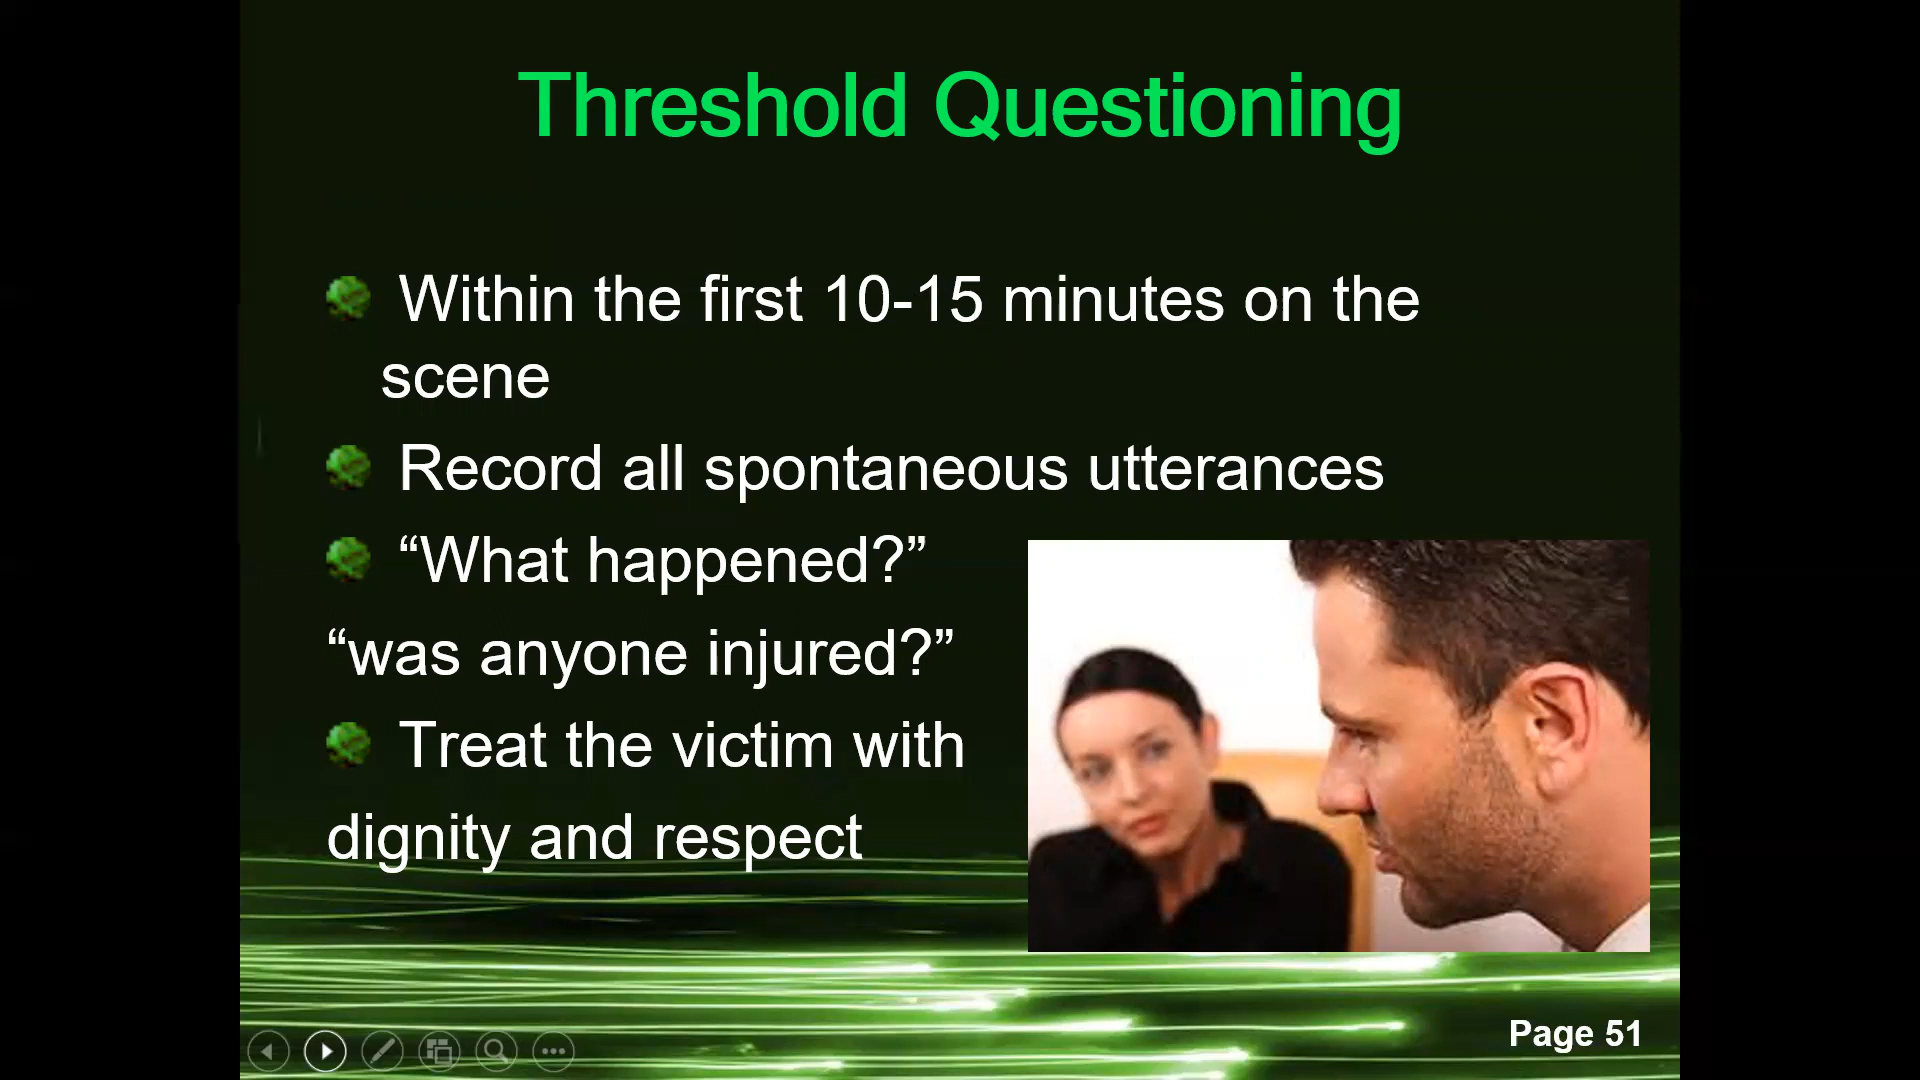 Threshold Questioning
Within the first 10-15 minutes on the
scene
Record all spontaneous utterances
“What happened?”
“was anyone injured?”
Treat the victim with
dignity and respect
Page 51